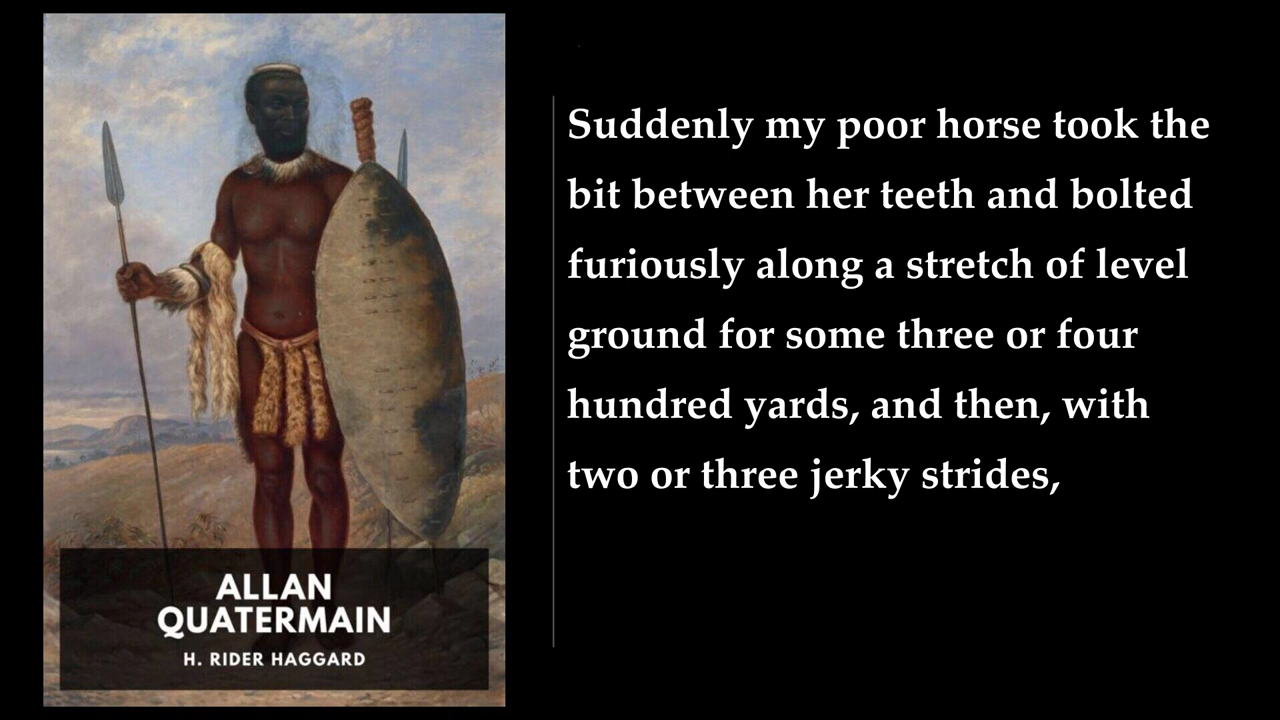 ALLAN
QUATERMAIN
H. RIDER HAGGARD
Suddenly my poor horse took the
bit between her teeth and bolted
furiously along a stretch of level
ground for some three or four
hundred yards, and then, with
two or three jerky strides,